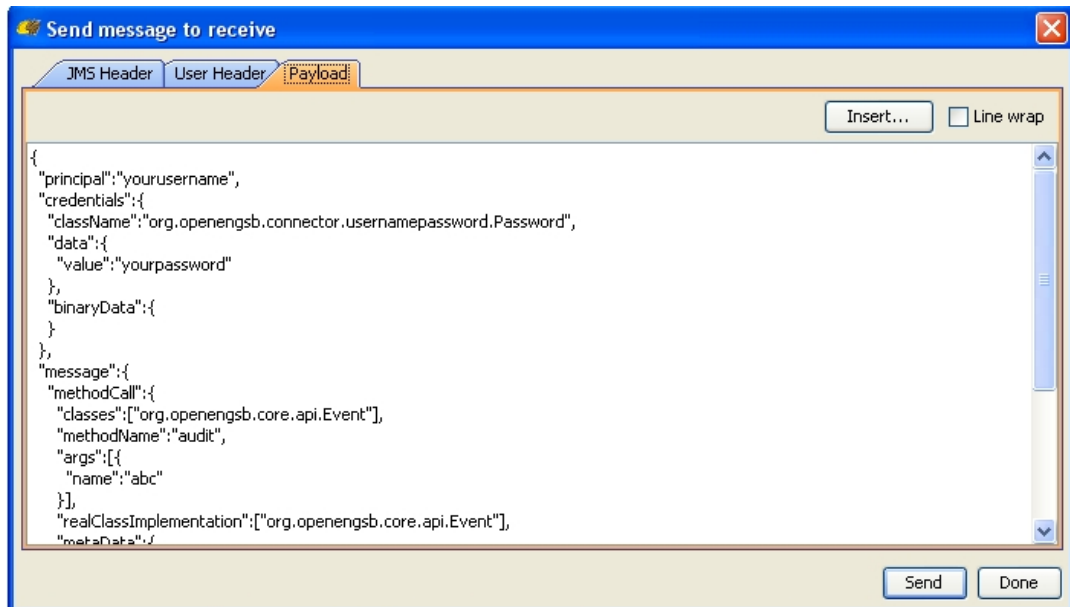 Send message to receive
JMS Header User Header Payload
Insert... Line wrap
{
"principal":"yourusername",
"credentials":{
"className":"org.openengsb.connector.usernamepassword.Password",
"data":{
"value":"yourpassword"
},
"binaryData":{
}
},
"message":{
"methodCall":{
"classes":["org.openengsb.core.api.Event"],
"methodName":"audit",
"args":[{
"name":"abc"
}],
"realClassImplementation":["org.openengsb.core.api.Event"],
"metaData":{
Send Done